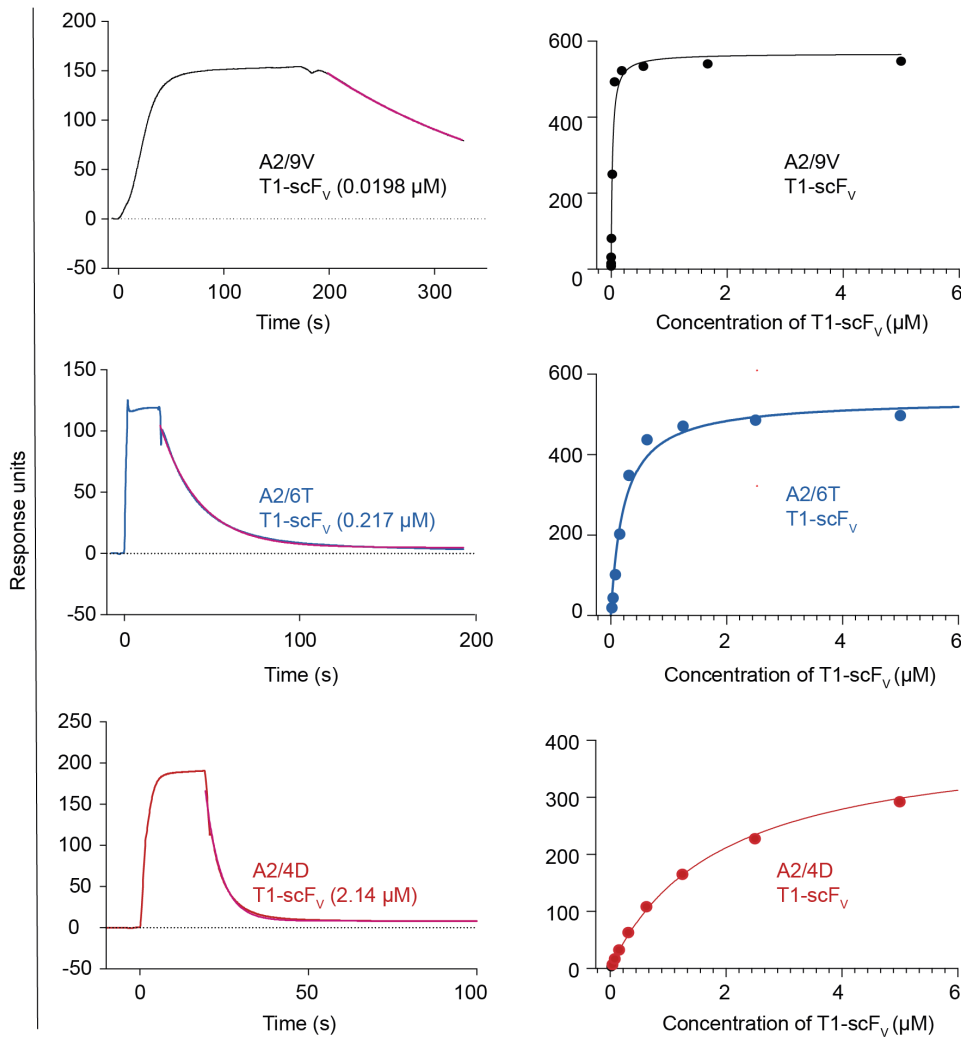 Response units
200
150
100
50
0
-50
0
100
200
300
Time (s)
A2/9V
T1-scFV (0.0198 µM)
600
400
200
0
0
2
4
6
Concentration of T1-scFV (µM)
A2/9V
T1-scFV
150
100
50
0
-50
0
100
200
Time (s)
A2/6T
T1-scFV (0.217 µM)
600
400
200
0
0
2
4
6
Concentration of T1-scFV (µM)
A2/6T
T1-scFV
250
200
150
100
50
0
-50
0
50
100
Time (s)
A2/4D
T1-scFV (2.14 µM)
400
300
200
100
0
0
2
4
6
Concentration of T1-scFV (µM)
A2/4D
T1-scFV